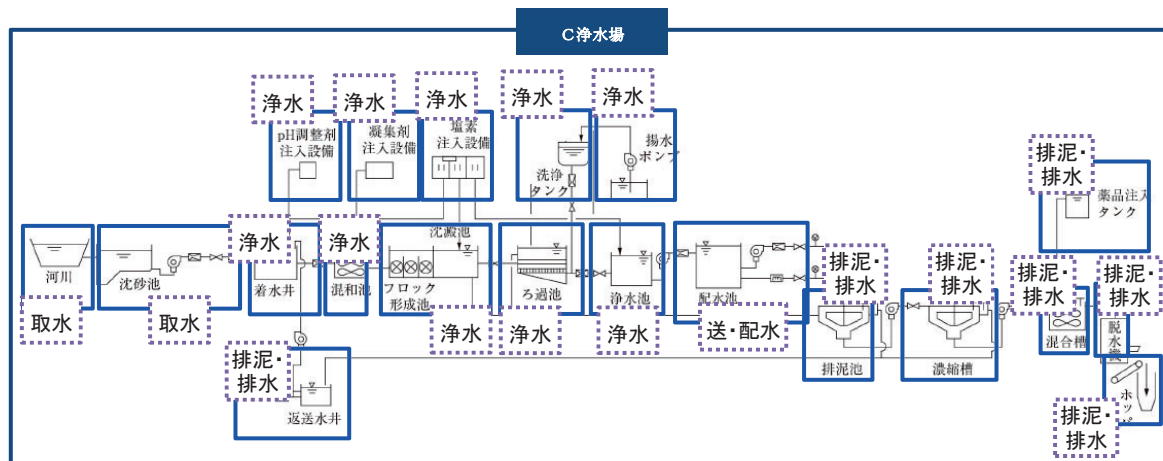 C浄水場
浄水
浄水
浄水
浄水
浄水
pH調整剤
注入設備
凝集剤
注入設備
塩素
注入設備
洗浄
タンク
揚水
ポンプ
排泥・
排水
薬品注入
タンク
河川
取水
沈砂池
取水
浄水
着水井
浄水
混和池
沈澱池
フロック
形成池
浄水
ろ過池
浄水
浄水池
浄水
配水池
送・配水
排泥・
排水
排泥池
排泥・
排水
濃縮槽
排泥・
排水
混合槽
排泥・
排水
脱水機
ホッパ
排泥・
排水
排泥・
排水
返送水井